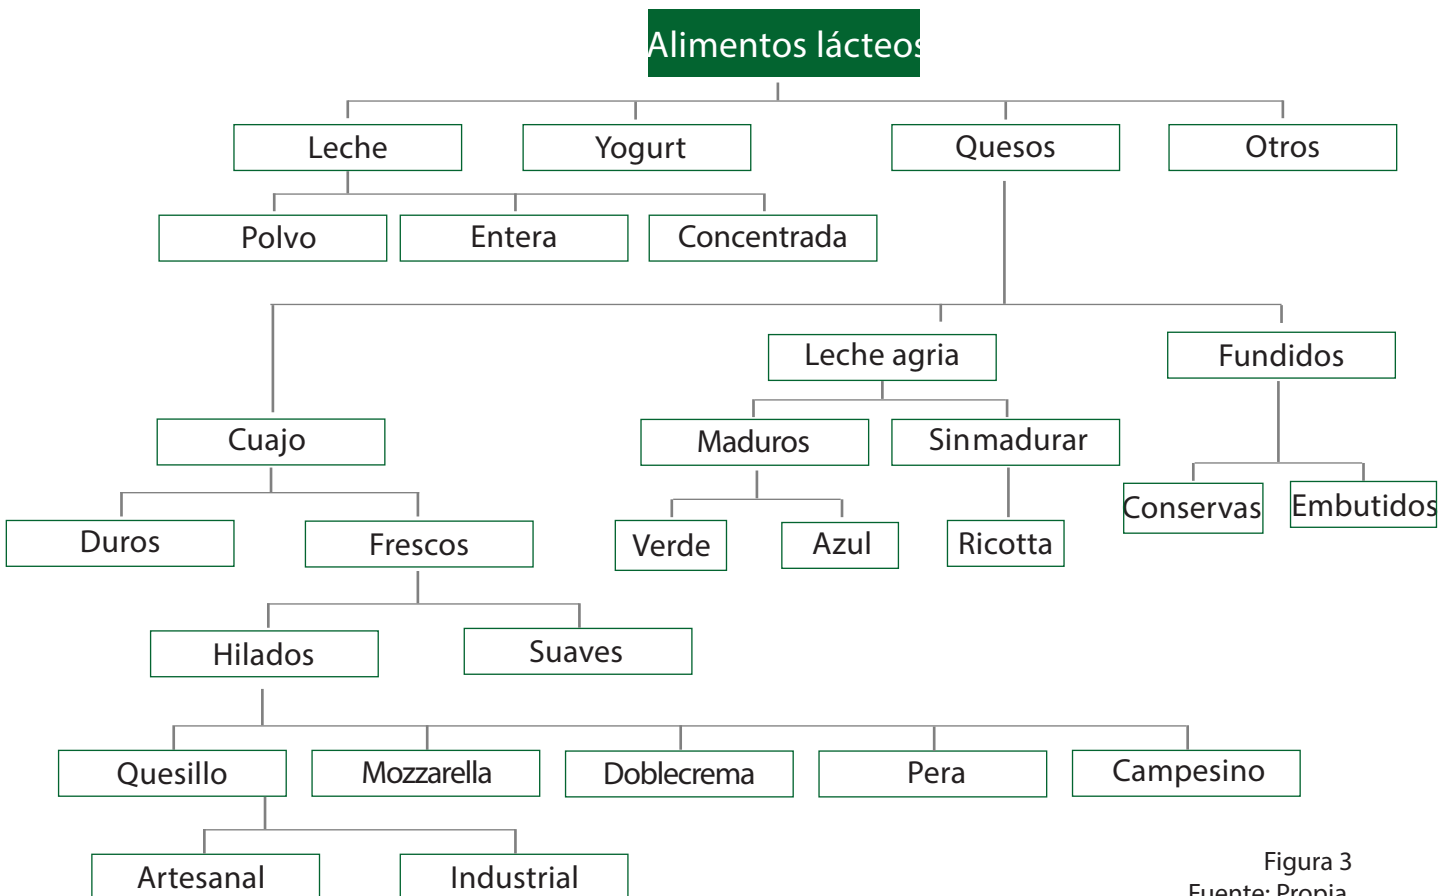 Alimentos lácteos
Leche
Yogurt
Quesos
Otros
Polvo
Entera
Concentrada
Leche agria
Fundidos
Cuajo
Maduros
Sinmadurar
Conservas
Embutidos
Duros
Frescos
Verde
Azul
Ricotta
Hilados
Suaves
Quesillo
Mozzarella
Doblecrema
Pera
Campesino
Artesanal
Industrial
Figura 3
Fuente: Propia